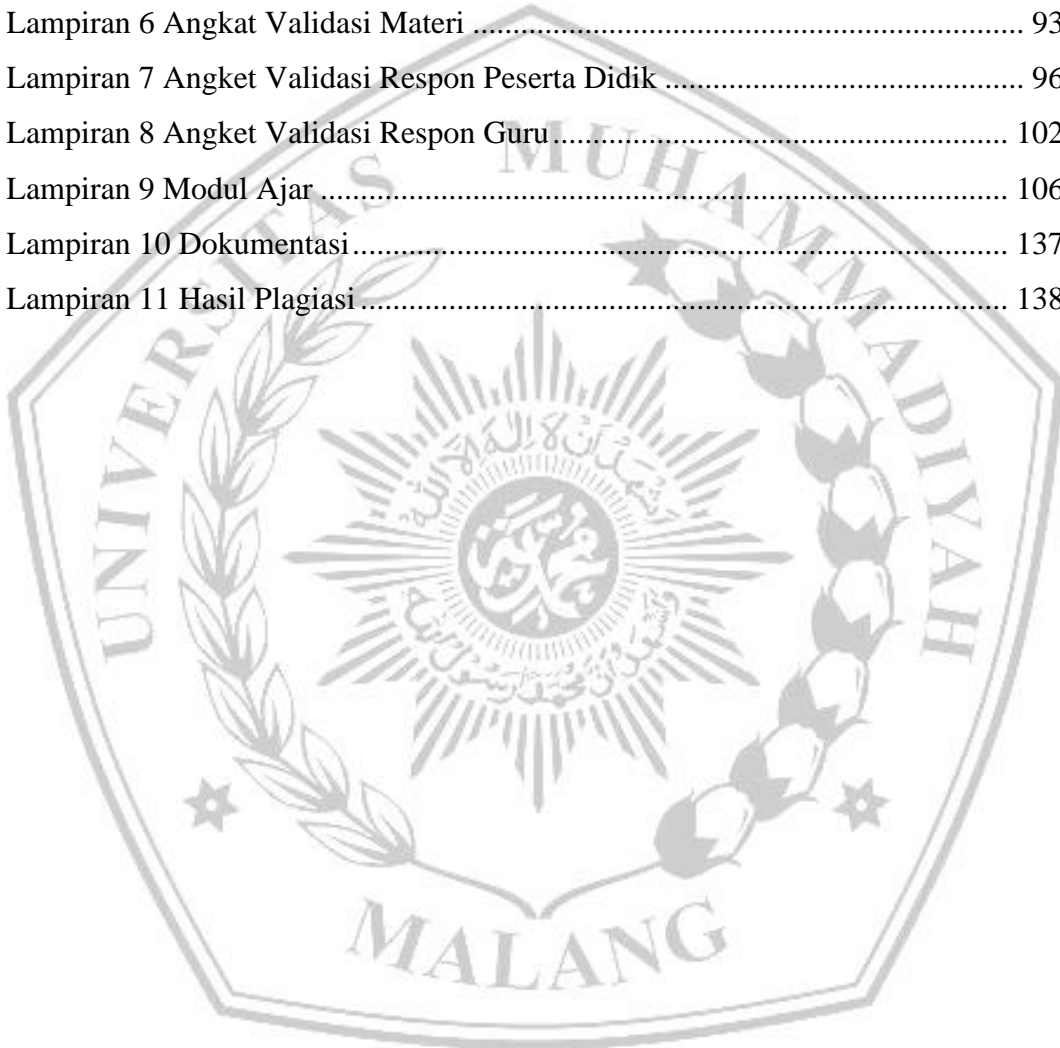 Lampiran 6 Angkat Validasi Materi ..................................................................... 93
Lampiran 7 Angket Validasi Respon Peserta Didik ............................................. 96
Lampiran 8 Angket Validasi Respon Guru ......................................................... 102
Lampiran 9 Modul Ajar ...................................................................................... 106
Lampiran 10 Dokumentasi .................................................................................. 137
Lampiran 11 Hasil Plagiasi ................................................................................. 138
UNIVERSITAS MUHAMMADIYAH
MALANG